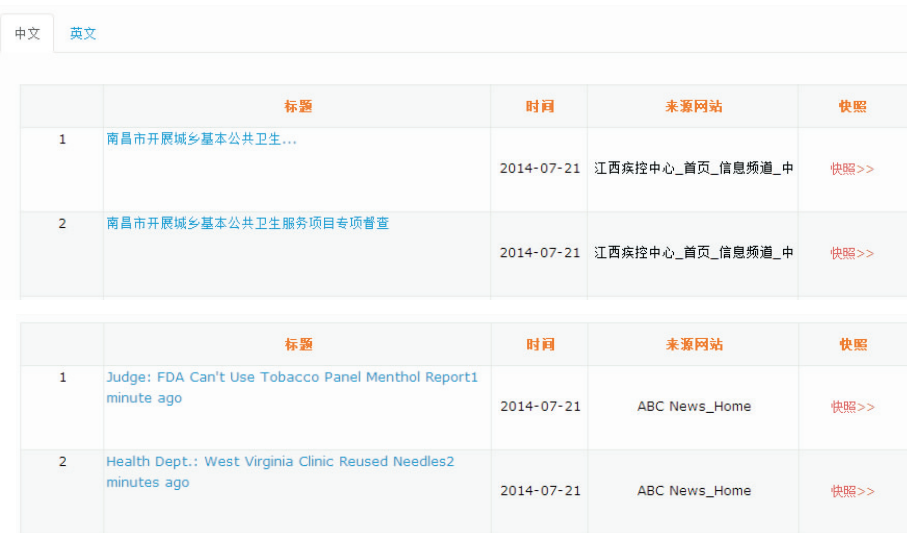 中文 英文
标题 时间 来源网站 快照
1 南昌市开展城乡基本公共卫生... 2014-07-21 江西疾控中心_首页_信息频道_中 快照>>
2 南昌市开展城乡基本公共卫生服务项目专项督查 2014-07-21 江西疾控中心_首页_信息频道_中 快照>>
标题 时间 来源网站 快照
1 Judge: FDA Can't Use Tobacco Panel Menthol Report1
minute ago 2014-07-21 ABC News_Home 快照>>
2 Health Dept.: West Virginia Clinic Reused Needles2
minutes ago 2014-07-21 ABC News_Home 快照>>